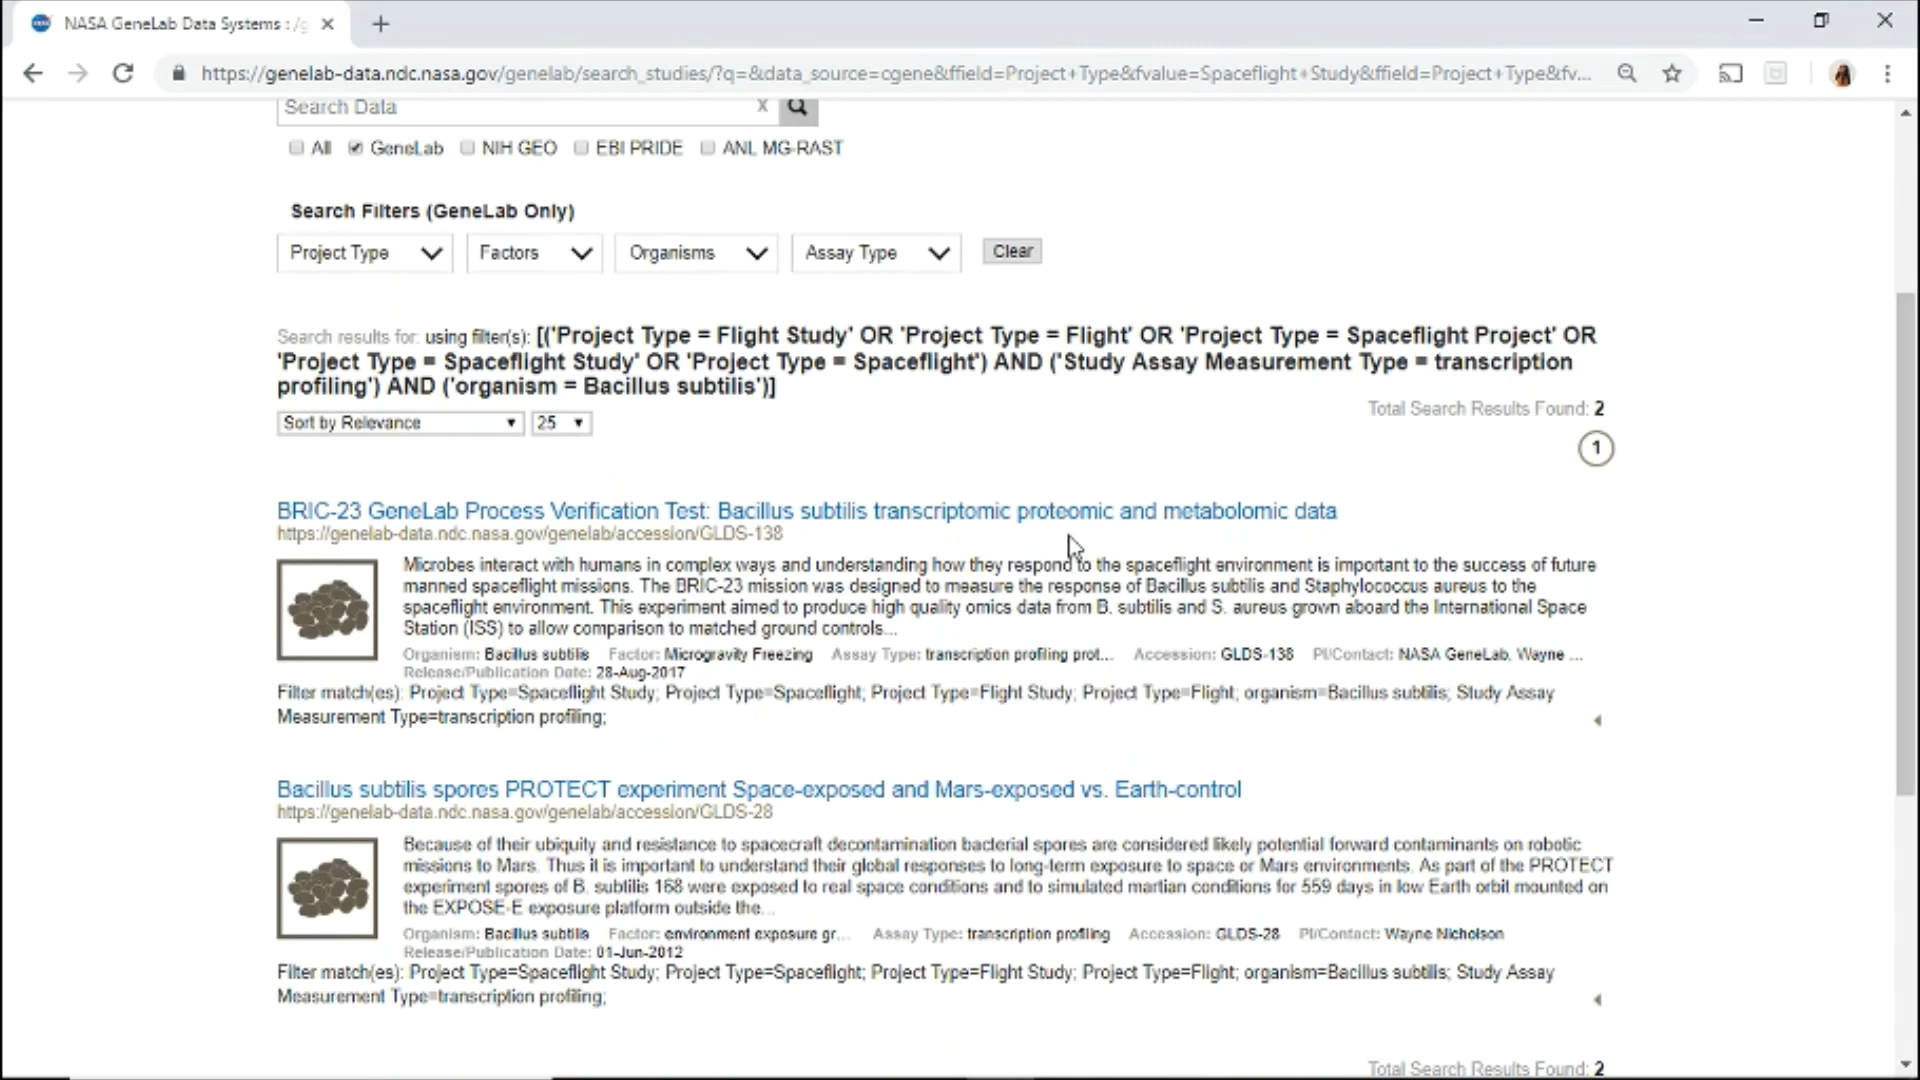 NASA GeneLab Data Systems : /g
https://genelab-data.ndc.nasa.gov/genelab/search_studies/?q=&data_source=cgene&ffield=Project+Type&fvalue=Spaceflight+Study&ffield=Project+Type&fv...
Search Data x
All GeneLab NIH GEO EBI PRIDE ANL MG-RAST
Search Filters (GeneLab Only)
Project Type Factors Organisms Assay Type Clear
Search results for: using filter(s): [('Project Type = Flight Study' OR 'Project Type = Flight' OR 'Project Type = Spaceflight Project' OR
'Project Type = Spaceflight Study' OR 'Project Type = Spaceflight') AND ('Study Assay Measurement Type = transcription
profiling') AND ('organism = Bacillus subtilis')]
Total Search Results Found: 2
Sort by Relevance 25
1
BRIC-23 GeneLab Process Verification Test: Bacillus subtilis transcriptomic proteomic and metabolomic data
https://genelab-data.ndc.nasa.gov/genelab/accession/GLDS-138
Microbes interact with humans in complex ways and understanding how they respond to the spaceflight environment is important to the success of future
manned spaceflight missions. The BRIC-23 mission was designed to measure the response of Bacillus subtilis and Staphylococcus aureus to the
spaceflight environment. This experiment aimed to produce high quality omics data from B. subtilis and S. aureus grown aboard the International Space
Station (ISS) to allow comparison to matched ground controls...
Organism: Bacillus subtilis Factor: Microgravity Freezing Assay Type: transcription profiling prot... Accession: GLDS-138 PI/Contact: NASA GeneLab, Wayne ...
Release/Publication Date: 28-Aug-2017
Filter match(es): Project Type=Spaceflight Study; Project Type=Spaceflight; Project Type=Flight Study; Project Type=Flight; organism=Bacillus subtilis; Study Assay
Measurement Type=transcription profiling;
Bacillus subtilis spores PROTECT experiment Space-exposed and Mars-exposed vs. Earth-control
https://genelab-data.ndc.nasa.gov/genelab/accession/GLDS-28
Because of their ubiquity and resistance to spacecraft decontamination bacterial spores are considered likely potential forward contaminants on robotic
missions to Mars. Thus it is important to understand their global responses to long-term exposure to space or Mars environments. As part of the PROTECT
experiment spores of B. subtilis 168 were exposed to real space conditions and to simulated martian conditions for 559 days in low Earth orbit mounted on
the EXPOSE-E exposure platform outside the...
Organism: Bacillus subtilis Factor: environment exposure gr... Assay Type: transcription profiling Accession: GLDS-28 PI/Contact: Wayne Nicholson
Release/Publication Date: 01-Jun-2012
Filter match(es): Project Type=Spaceflight Study; Project Type=Spaceflight; Project Type=Flight Study; Project Type=Flight; organism=Bacillus subtilis; Study Assay
Measurement Type=transcription profiling;
Total Search Results Found: 2